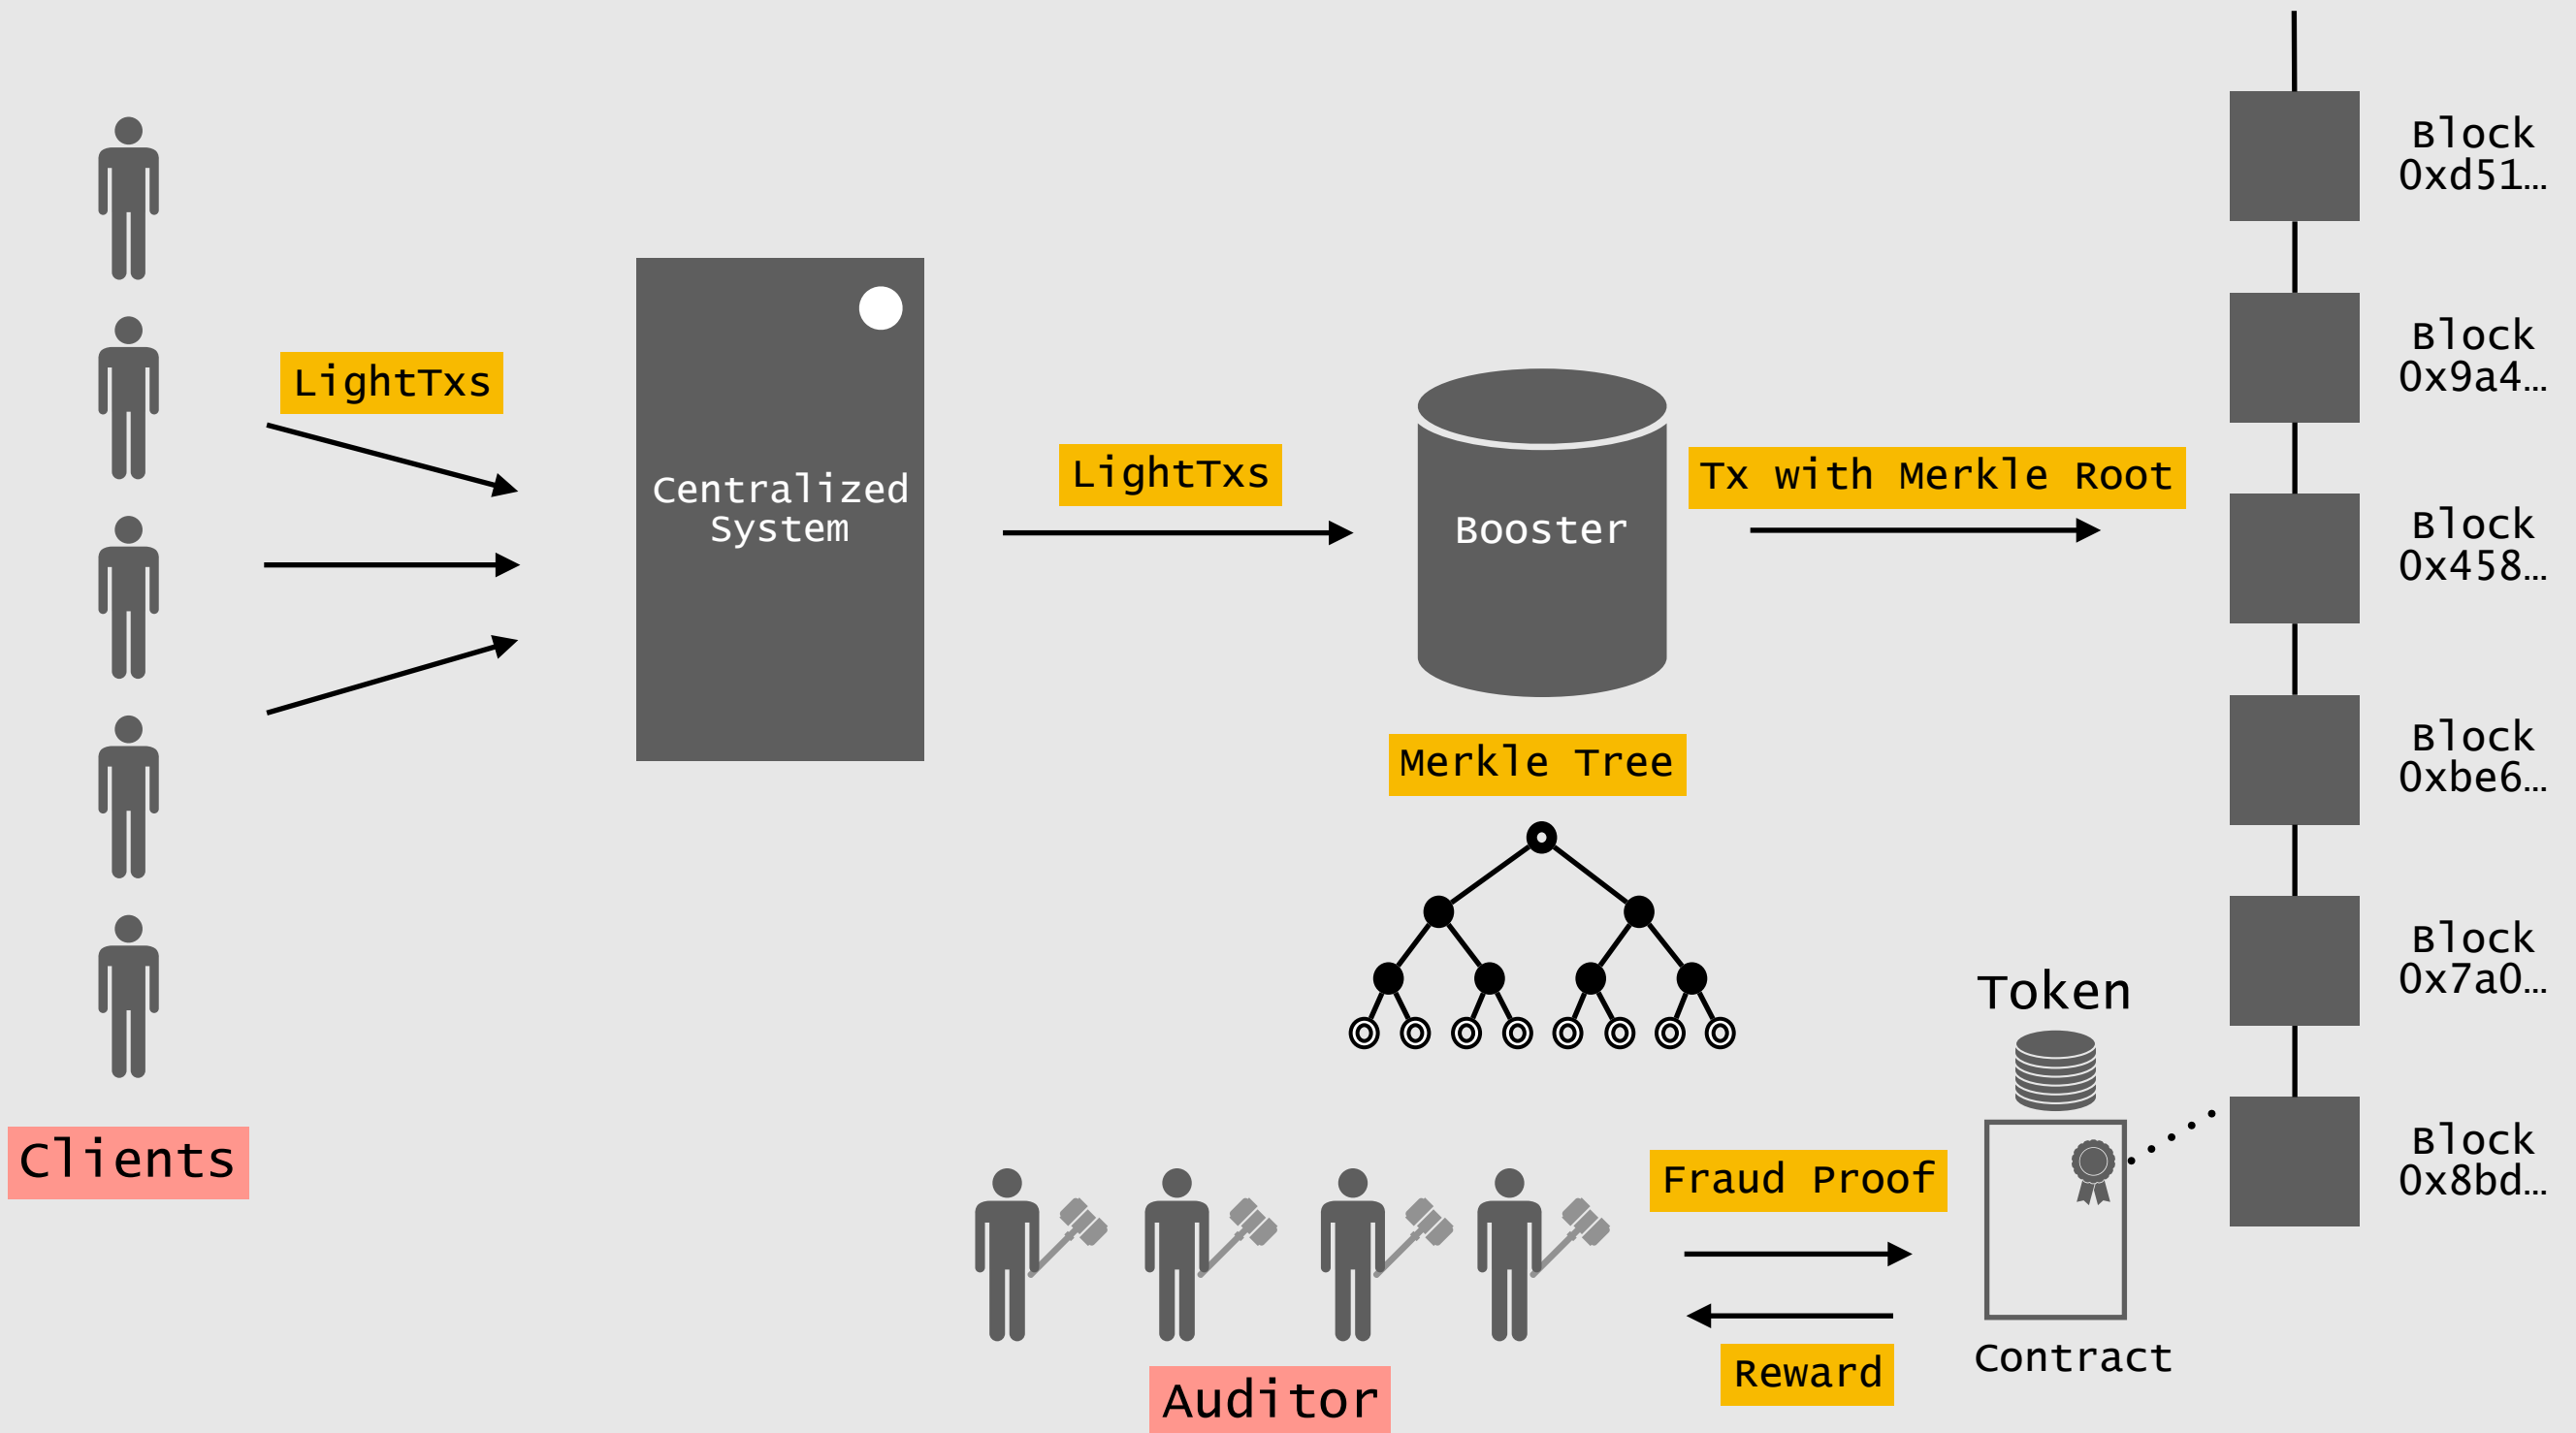 Block
0xd51…
Block
0x9a4…
LightTxs
LightTxs
Centralized
System
Booster
Tx with Merkle Root
Block
0x458…
Merkle Tree
Block
0xbe6…
Block
0x7a0…
Token
Clients
Fraud Proof
Block
0x8bd…
Contract
Reward
Auditor